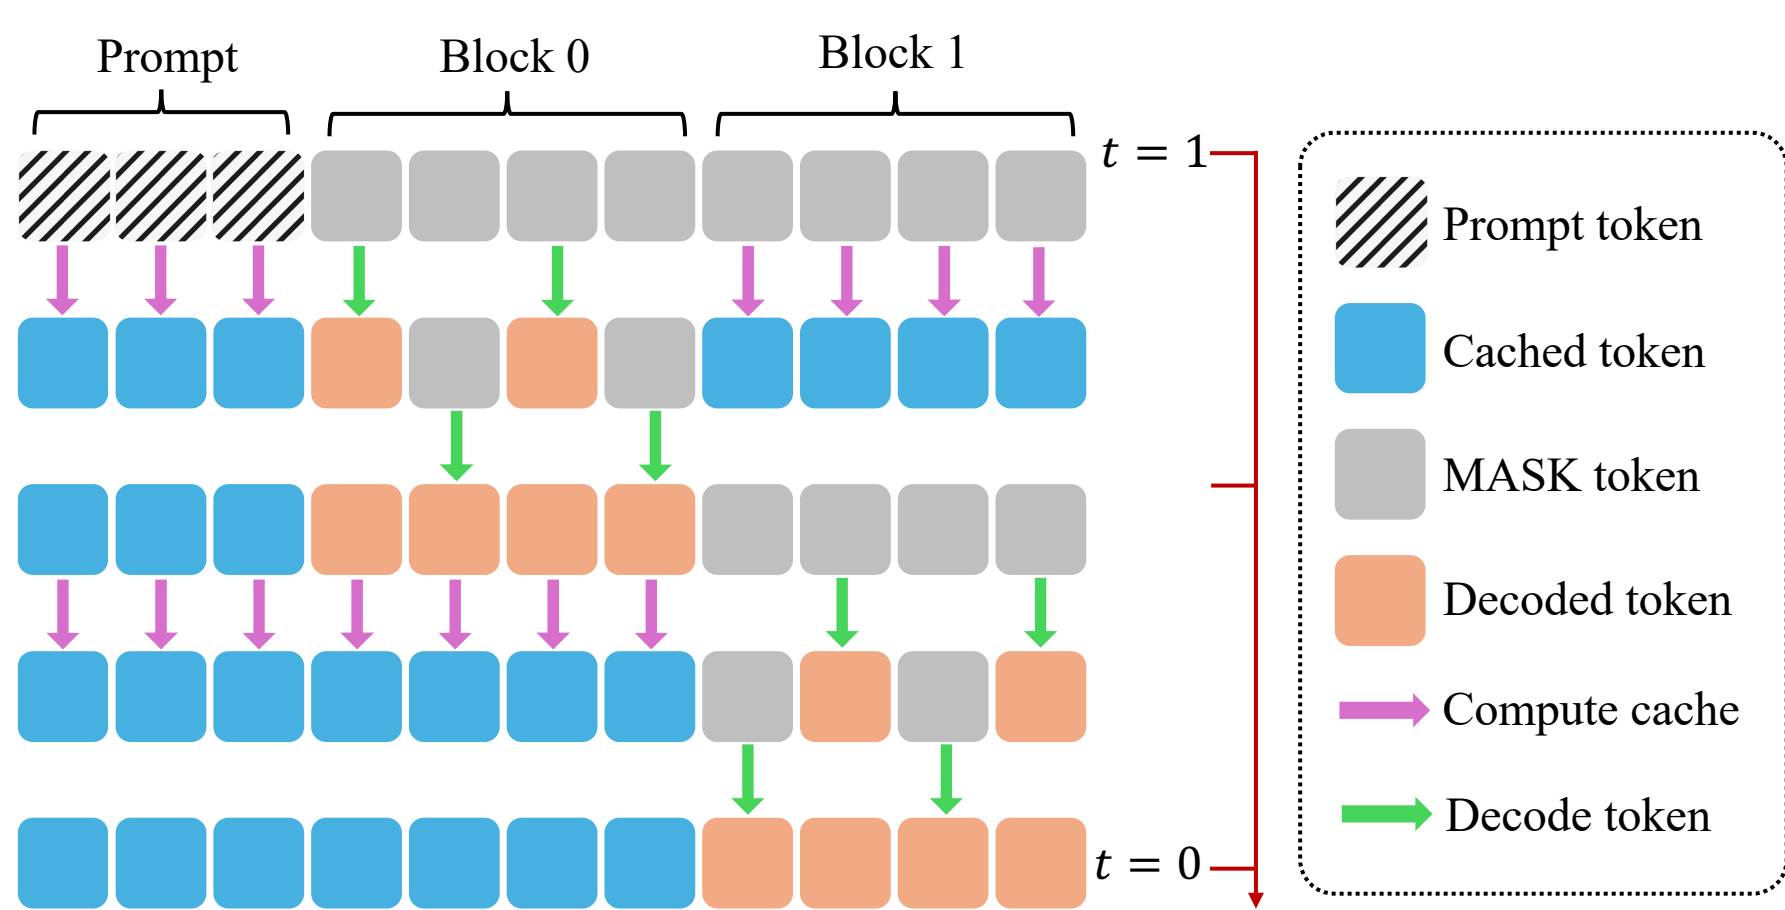 Prompt
Block 0
Block 1
t = 1
t = 0
Prompt token
Cached token
MASK token
Decoded token
Compute cache
Decode token